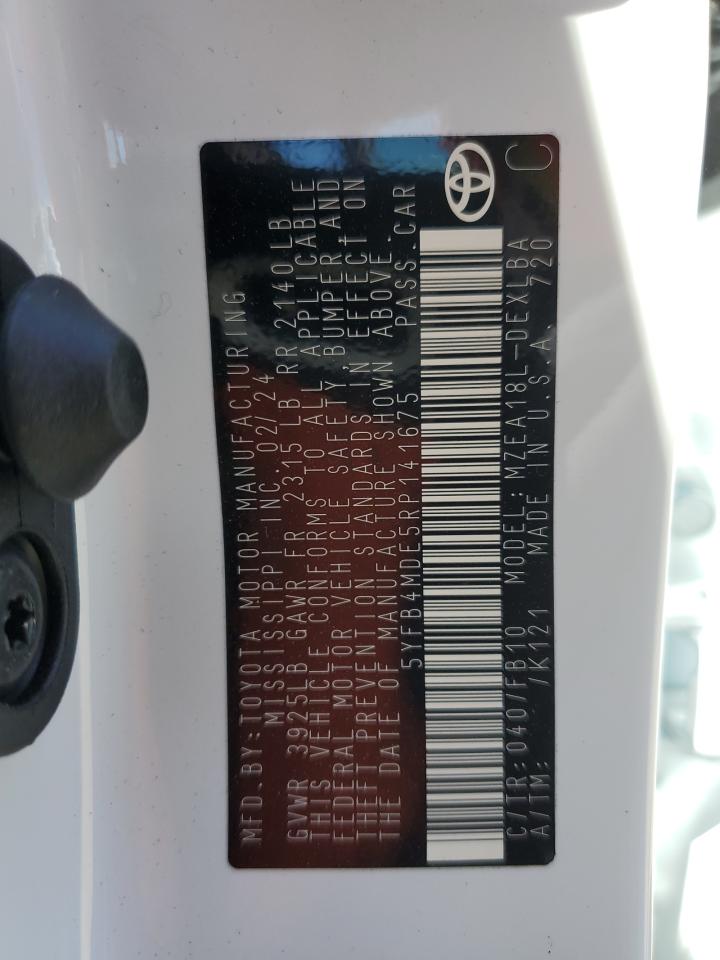 MFD.BY:TOYOTA MOTOR MANUFACTURING
MISSISSIPPI-INC. 02/24
GVWR 3925LB GAWR FR 2315 LB RR 2140LB
THIS VEHICLE CONFORMS TO ALL APPLICABLE
FEDERAL MOTOR VEHICLE SAFETY, BUMPER AND
THEFT PREVENTION STANDARDS IN EFFECT ON
THE DATE OF MANUFACTURE SHOWN ABOVE.
5YFB4MDE5RP141675 PASS.CAR
C/TR:040/FB10 MODEL:MZEA18L-DEXLBA
A/TM: /K121 MADE IN U.S.A. 720
C